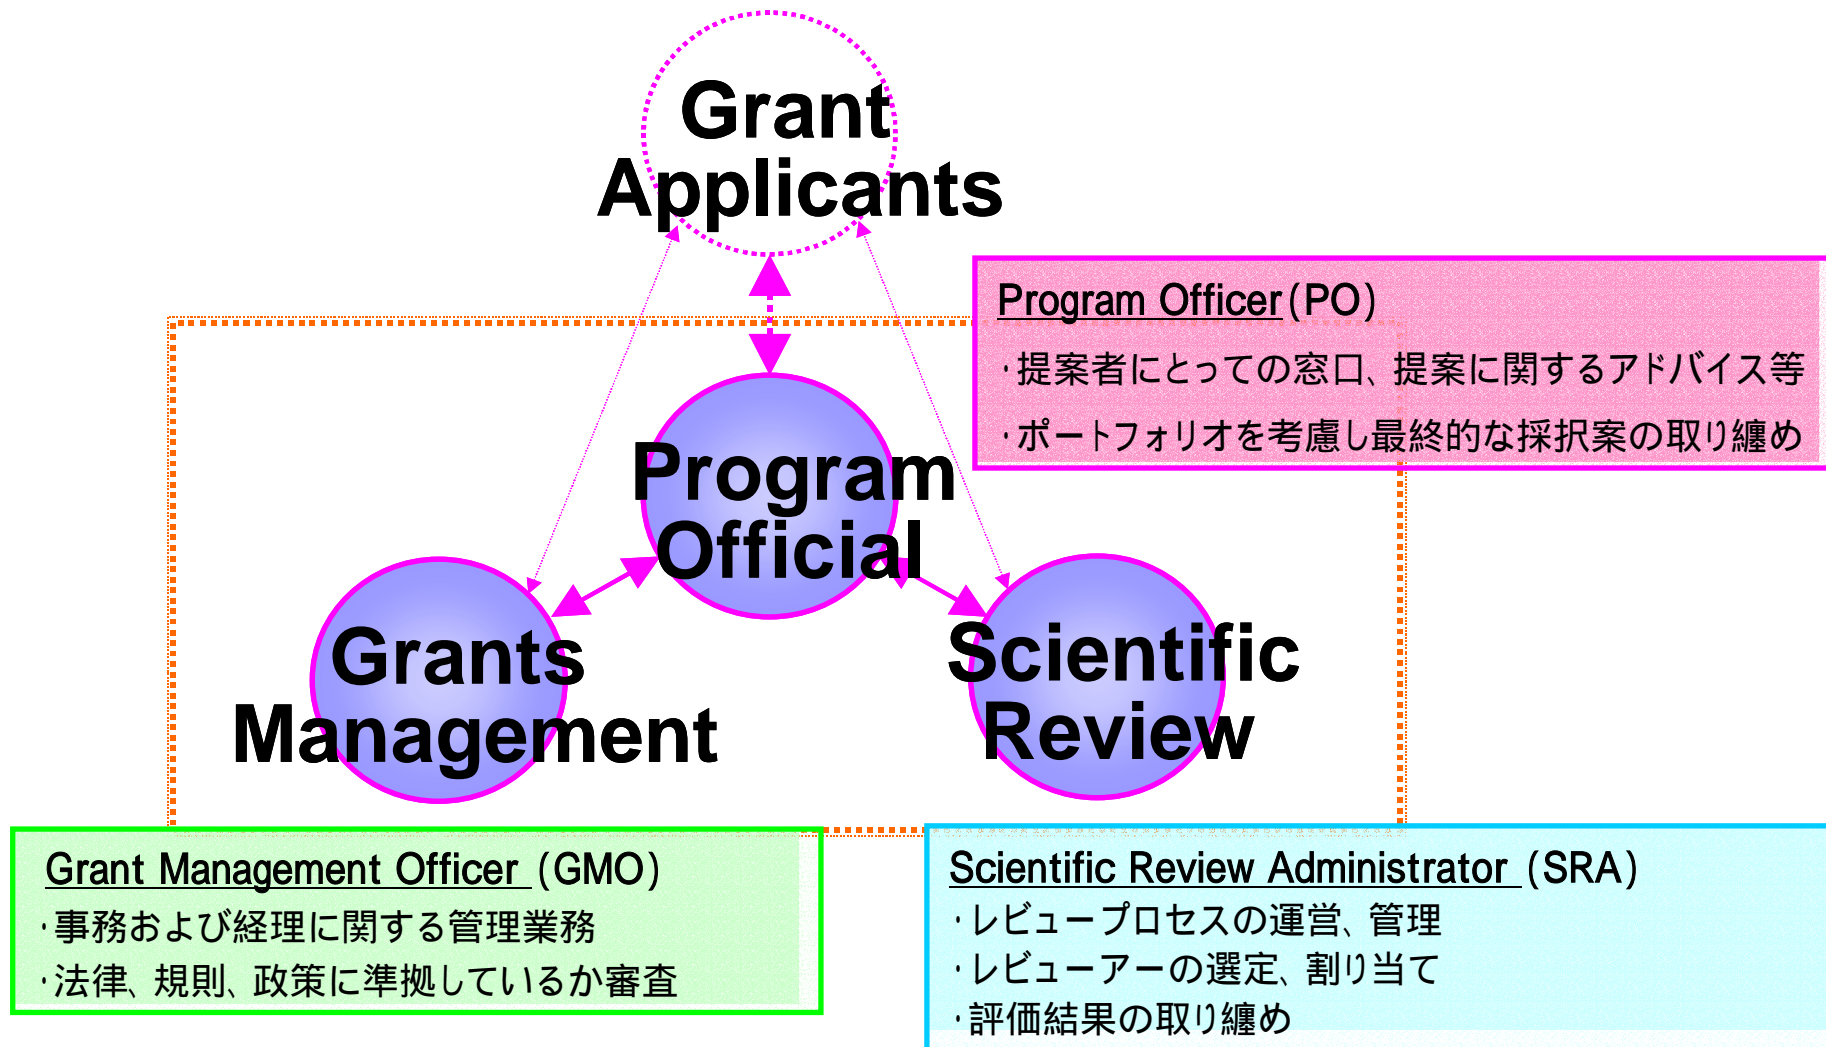 Grant
Applicants
Program Officer(PO)
・提案者にとっての窓口、提案に関するアドバイス等
・ポートフォリオを考慮し最終的な採択案の取り纏め
Program
Official
Grants
Management
Scientific
Review
Grant Management Officer (GMO)
・事務および経理に関する管理業務
・法律、規則、政策に準拠しているか審査
Scientific Review Administrator (SRA)
・レビュープロセスの運営、管理
・レビューアーの選定、割り当て
・評価結果の取り纏め